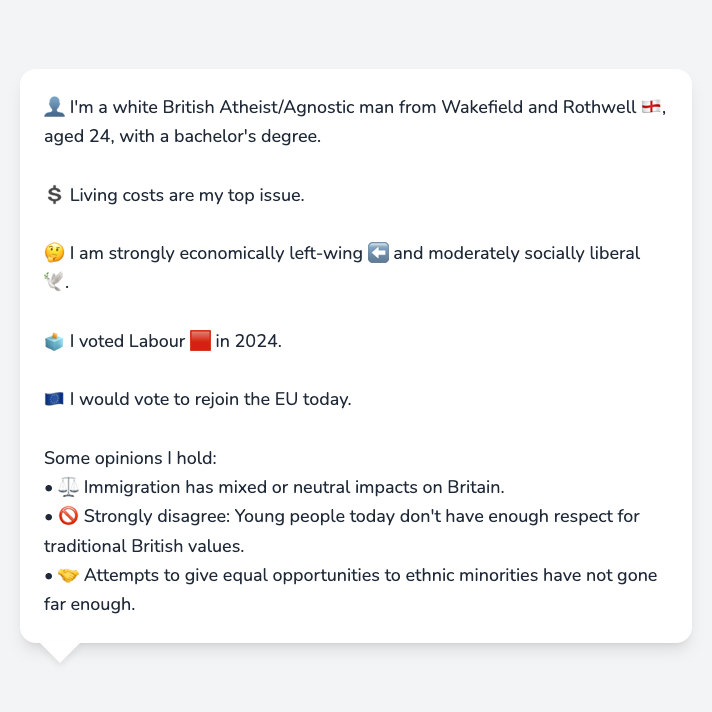 👤 I'm a white British Atheist/Agnostic man from Wakefield and Rothwell 🏴󠁧󠁢󠁥󠁮󠁧󠁿,
aged 24, with a bachelor's degree.
💲 Living costs are my top issue.
🤔 I am strongly economically left-wing ⬅️ and moderately socially liberal
🕊️.
🗳️ I voted Labour 🟥 in 2024.
🇪🇺 I would vote to rejoin the EU today.
Some opinions I hold:
• ⚖️ Immigration has mixed or neutral impacts on Britain.
• 🚫 Strongly disagree: Young people today don't have enough respect for
traditional British values.
• 🤝 Attempts to give equal opportunities to ethnic minorities have not gone
far enough.